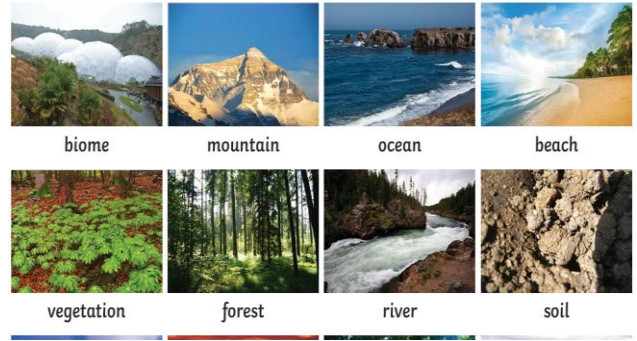 biome mountain ocean beach
vegetation forest river soil